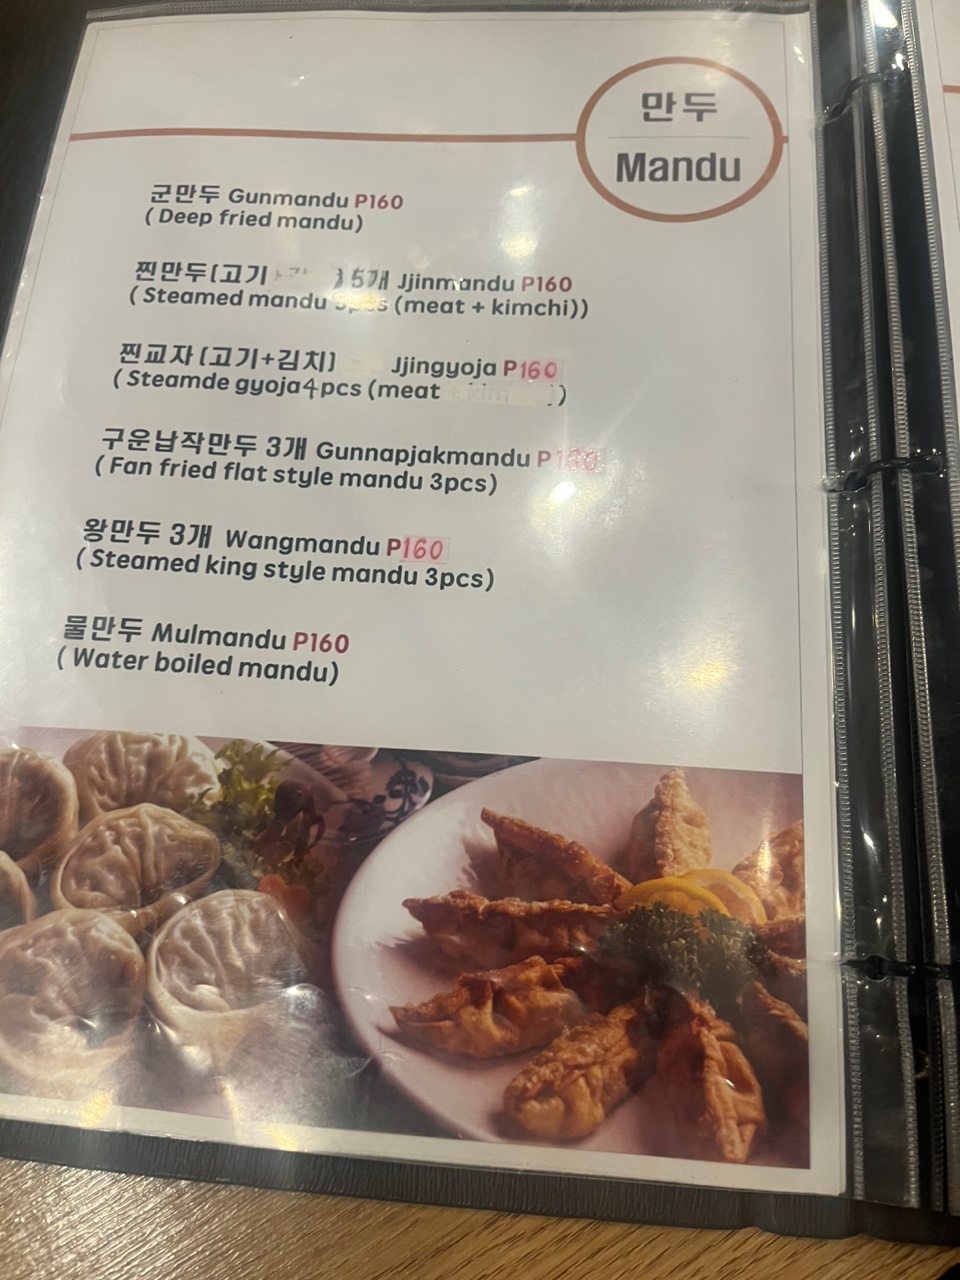 만두
Mandu
군만두 Gunmandu P160
( Deep fried mandu)
찐만두(고기 ) 5개 Jjinmandu P160
( Steamed mandu (meat + kimchi))
찐교자 (고기+김치) Jjingyoja P160
( Steamde gyoja 4pcs (meat )
구운납작만두 3개 Gunnapjakmandu P160
( Fan fried flat style mandu 3pcs)
왕만두 3개 Wangmandu P160
( Steamed king style mandu 3pcs)
물만두 Mulmandu P160
( Water boiled mandu)